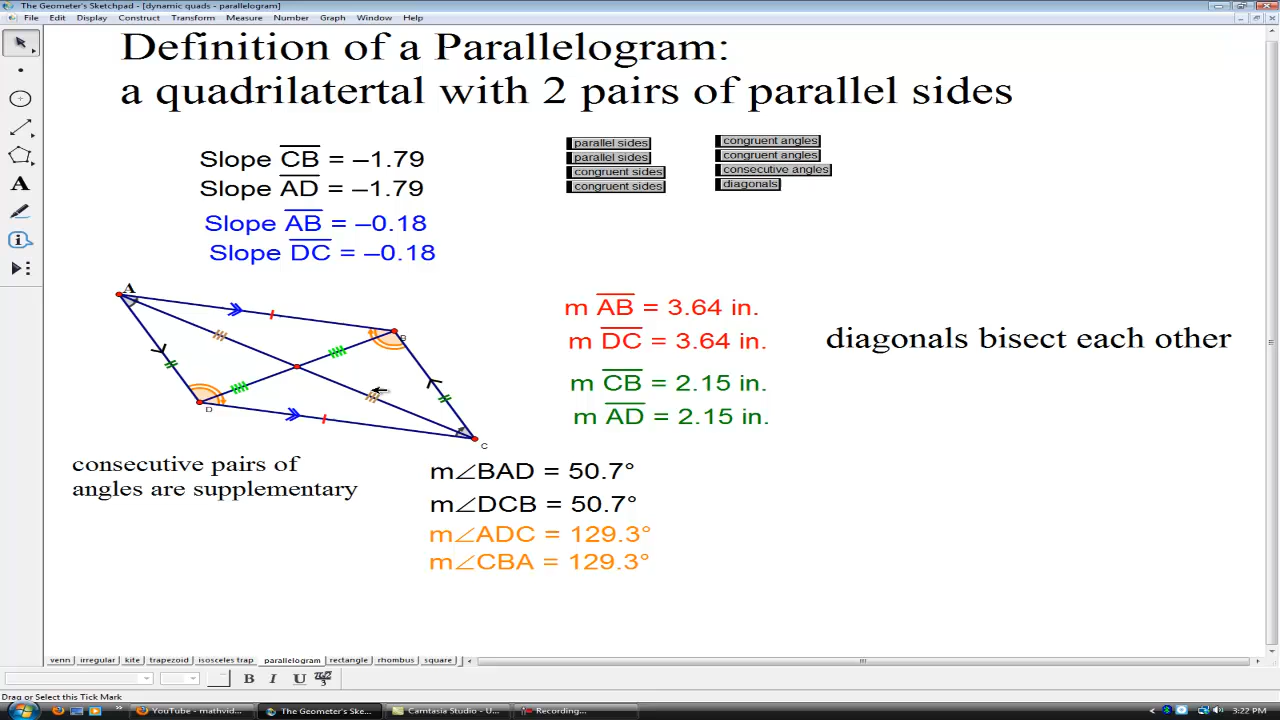 The Geometer's Sketchpad - [dynamic quads - parallelogram]
File Edit Display Construct Transform Measure Number Graph Window Help
Definition of a Parallelogram:
a quadrilatertal with 2 pairs of parallel sides
Slope CB = –1.79
Slope AD = –1.79
Slope AB = –0.18
Slope DC = –0.18
parallel sides
parallel sides
congruent sides
congruent sides
congruent angles
congruent angles
consecutive angles
diagonals
A
B
D
C
m AB = 3.64 in.
m DC = 3.64 in.
m CB = 2.15 in.
m AD = 2.15 in.
diagonals bisect each other
consecutive pairs of
angles are supplementary
m∠BAD = 50.7°
m∠DCB = 50.7°
m∠ADC = 129.3°
m∠CBA = 129.3°
venn irregular kite trapezoid isosceles trap parallelogram rectangle rhombus square
B I U
Drag or Select this Tick Mark
YouTube - mathvid... The Geometer's Ske... Camtasia Studio - U... Recording... 3:22 PM